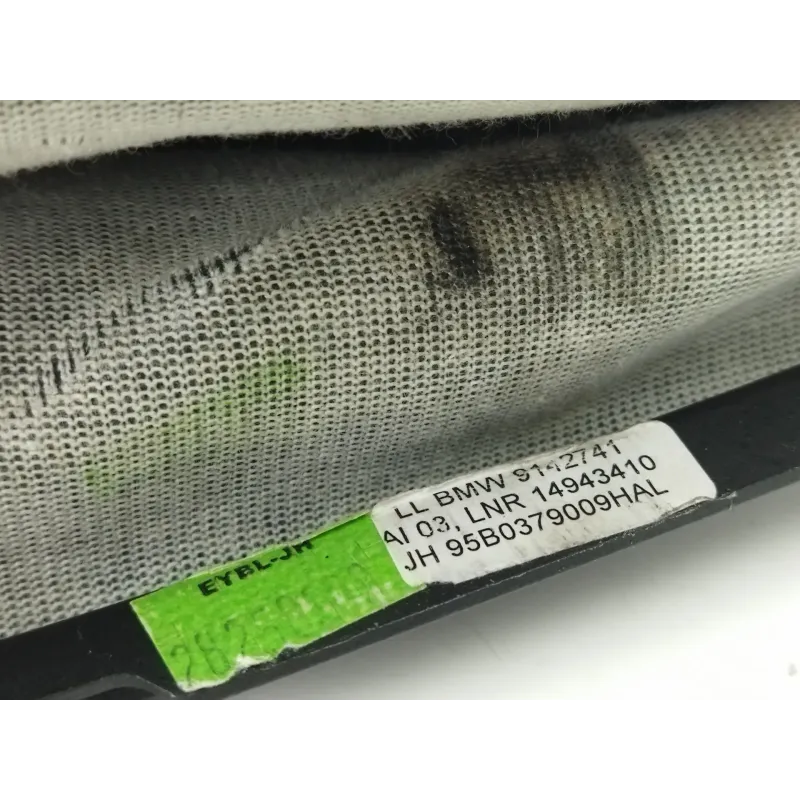 LL BMW 9142741
AI 03, LNR 14943410
JH 95B0379009HAL
EYBL-JH